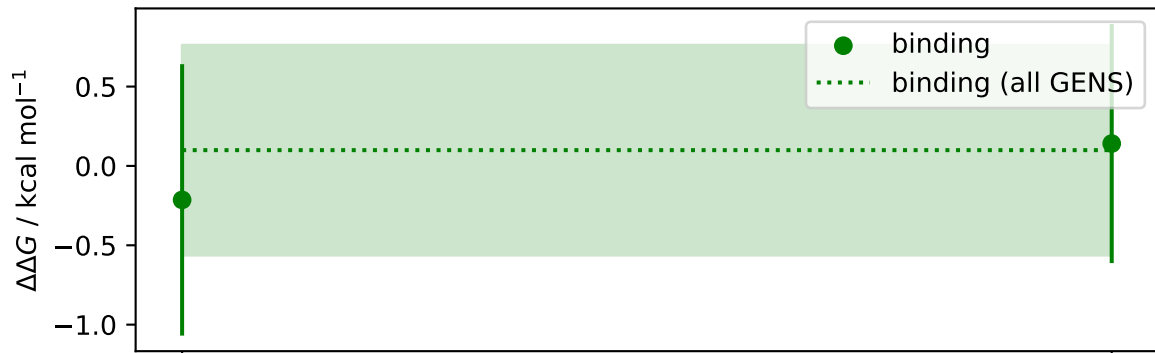 binding
binding (all GENS)
ΔΔG / kcal mol⁻¹
0.5
0.0
−0.5
−1.0